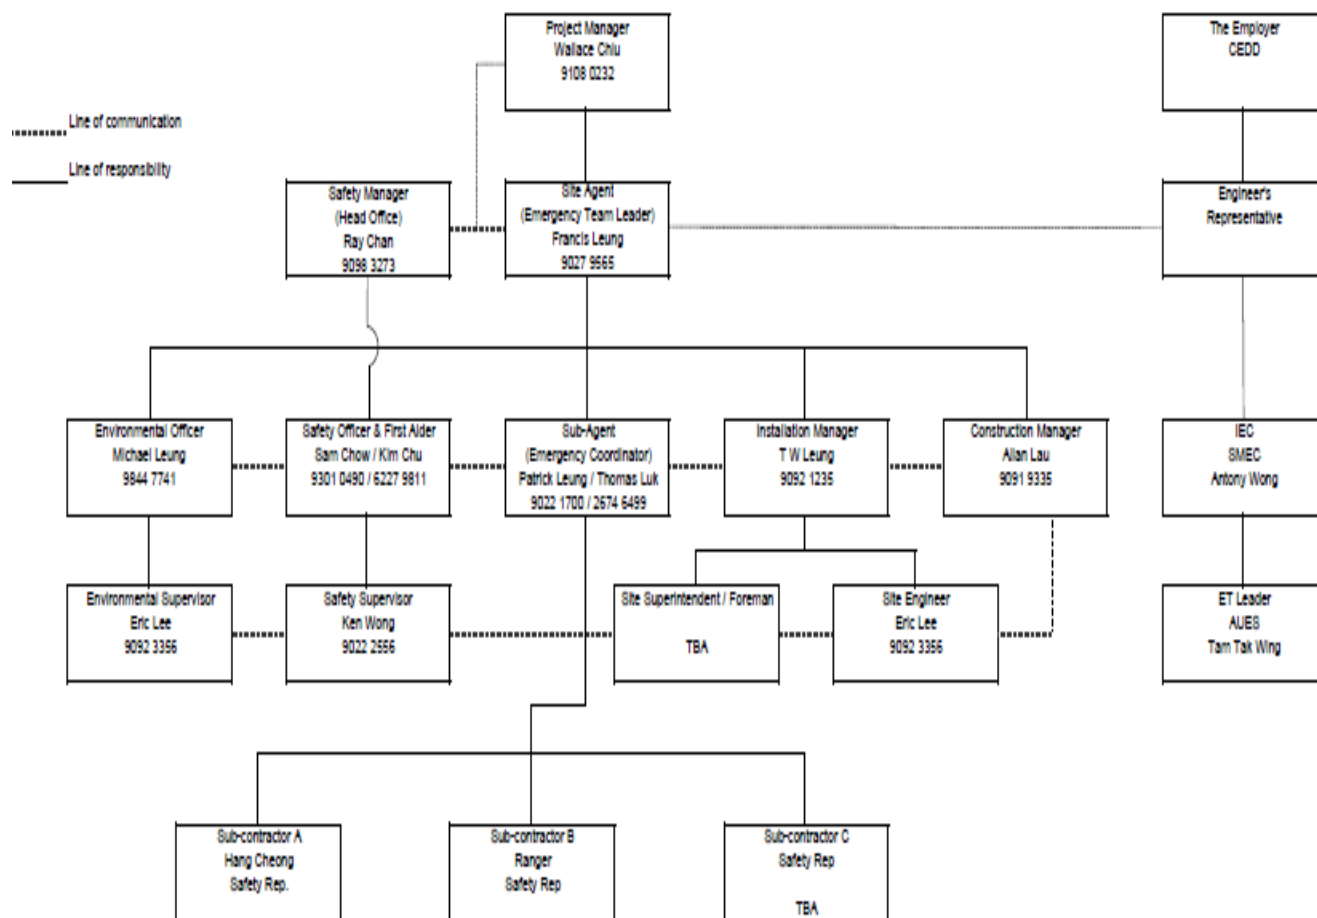 Project Manager
Wallace Chiu
9108 0232
The Employer
CEDD
Line of communication
Line of responsibility
Safety Manager
(Head Office)
Ray Chan
9098 3273
Site Agent
(Emergency Team Leader)
Francis Leung
9027 9565
Engineer's
Representative
Environmental Officer
Michael Leung
9844 7741
Safety Officer & First Aider
Sam Chow / Kim Chu
9301 0490 / 6227 9811
Sub-Agent
(Emergency Coordinator)
Patrick Leung / Thomas Luk
9022 1700 / 2674 6499
Installation Manager
T W Leung
9092 1235
Construction Manager
Allan Lau
9091 9335
IEC
SMEC
Antony Wong
Environmental Supervisor
Eric Lee
9092 3356
Safety Supervisor
Ken Wong
9022 2556
Site Superintendent / Foreman
TBA
Site Engineer
Eric Lee
9092 3356
ET Leader
AUES
Tam Tak Wing
Sub-contractor A
Hang Cheong
Safety Rep.
Sub-contractor B
Ranger
Safety Rep
Sub-contractor C
Safety Rep
TBA